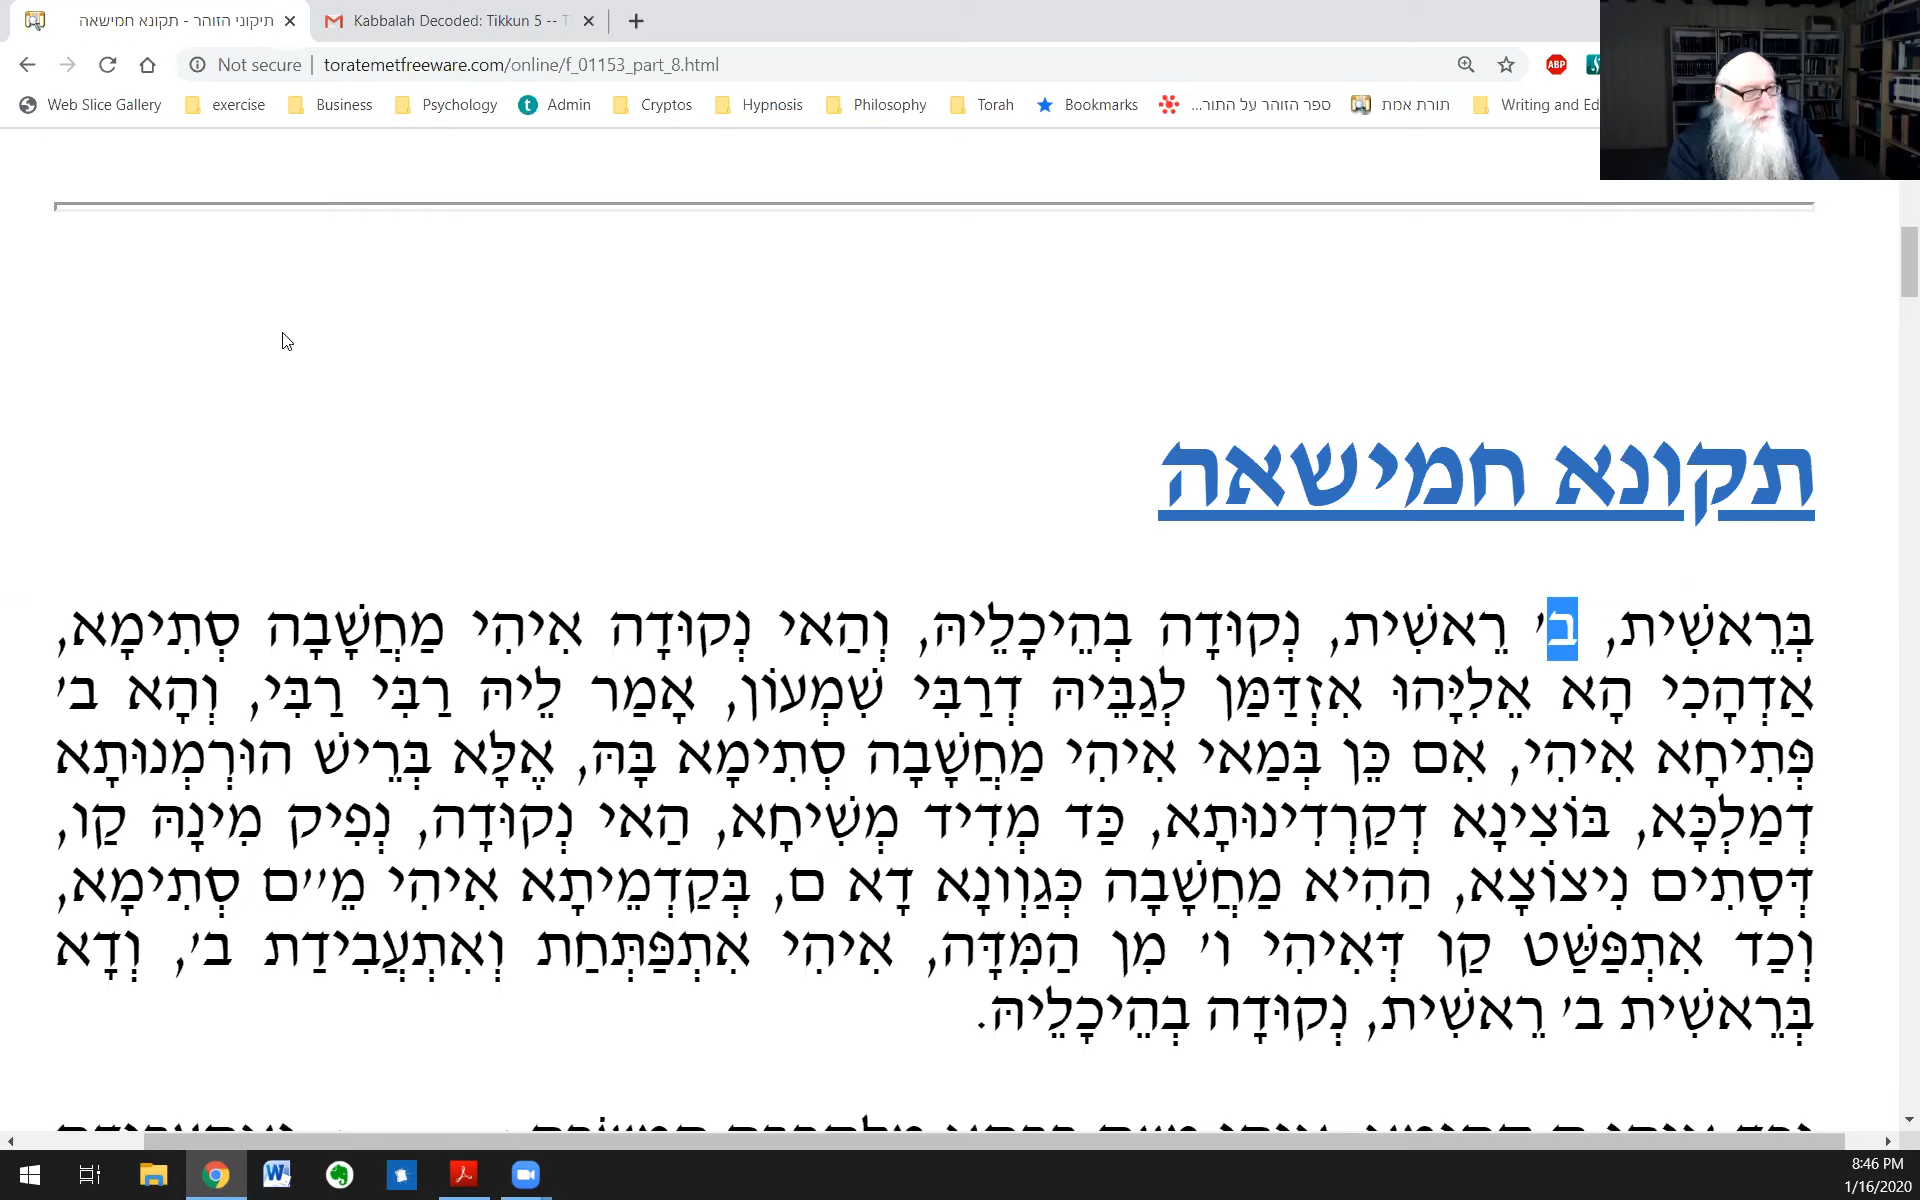 תיקוני הזוהר - תקונא חמישאה
Kabbalah Decoded: Tikkun 5 -- T
Not secure | toratemetfreeware.com/online/f_01153_part_8.html
ABP
Web Slice Gallery exercise Business Psychology Admin Cryptos Hypnosis Philosophy Torah Bookmarks ספר הזוהר על התור... תורת אמת Writing and Ed
תקונא חמישאה
בְּרֵאשִׁית, ב' רֵאשִׁית, נְקוּדָה בְּהֵיכָלֵיהּ, וְהַאי נְקוּדָה אִיהִי מַחֲשָׁבָה סְתִימָא,
אַדְהָכִי הָא אֵלִיָּהוּ אִזְדַּמַּן לְגַבֵּיהּ דְרַבִּי שִׁמְעוֹן, אָמַר לֵיהּ רַבִּי רַבִּי, וְהָא ב'
פְּתִיחָא אִיהִי, אִם כֵּן בְּמַאי אִיהִי מַחֲשָׁבָה סְתִימָא בָּהּ, אֶלָּא בְּרֵישׁ הוּרְמְנוּתָא
דְמַלְכָּא, בּוֹצִינָא דְקַרְדִינוּתָא, כַּד מְדִיד מְשִׁיחָא, הַאי נְקוּדָה, נְפִיק מִינָהּ קַו,
דְּסָתִים נִיצוֹצָא, הַהִיא מַחֲשָׁבָה כְּגַוְונָא דָא ם, בְּקַדְמֵיתָא אִיהִי מֵ''ם סְתִימָא,
וְכַד אִתְפַּשַּׁט קַו דְּאִיהִי ו' מִן הַמִּדָּה, אִיהִי אִתְפַּתְּחַת וְאִתְעֲבִידַת ב', וְדָא
בְּרֵאשִׁית ב' רֵאשִׁית, נְקוּדָה בְּהֵיכָלֵיהּ.
8:46 PM
1/16/2020